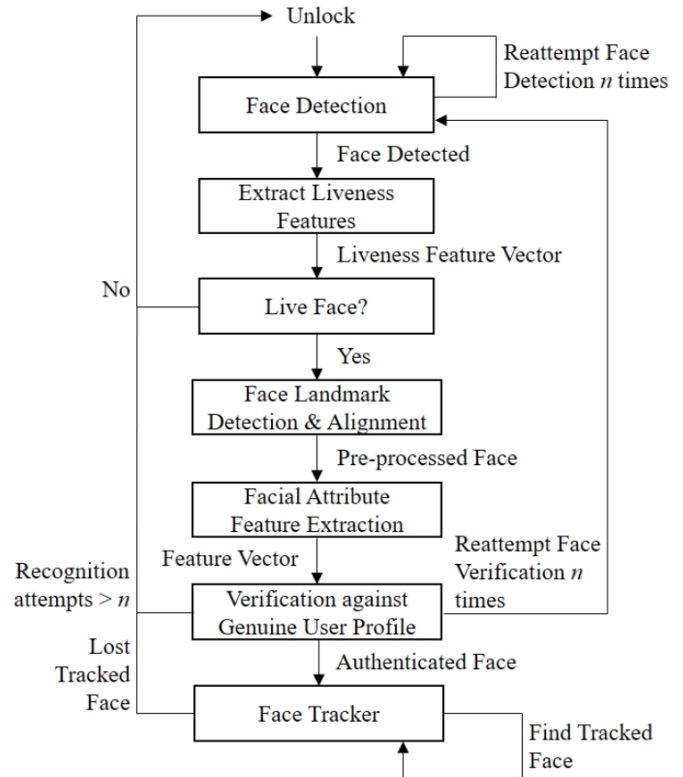 Unlock
Reattempt Face
Detection n times
Face Detection
Face Detected
Extract Liveness
Features
Liveness Feature Vector
No
Live Face?
Yes
Face Landmark
Detection & Alignment
Pre-processed Face
Facial Attribute
Feature Extraction
Feature Vector
Reattempt Face
Verification n
times
Recognition
attempts > n
Verification against
Genuine User Profile
Lost
Tracked
Face
Authenticated Face
Face Tracker
Find Tracked
Face